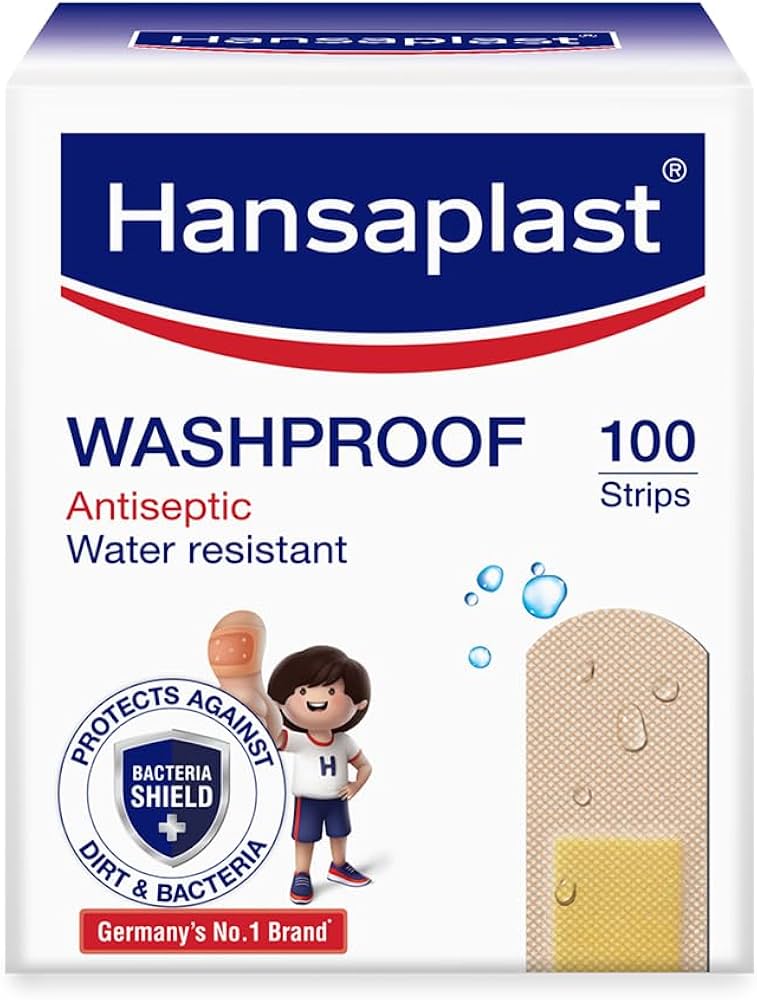 Hansaplast
Hansaplast®
WASHPROOF
100
Strips
Antiseptic
Water resistant
PROTECTS AGAINST
BACTERIA
SHIELD
DIRT & BACTERIA
H
Germany's No.1 Brand*